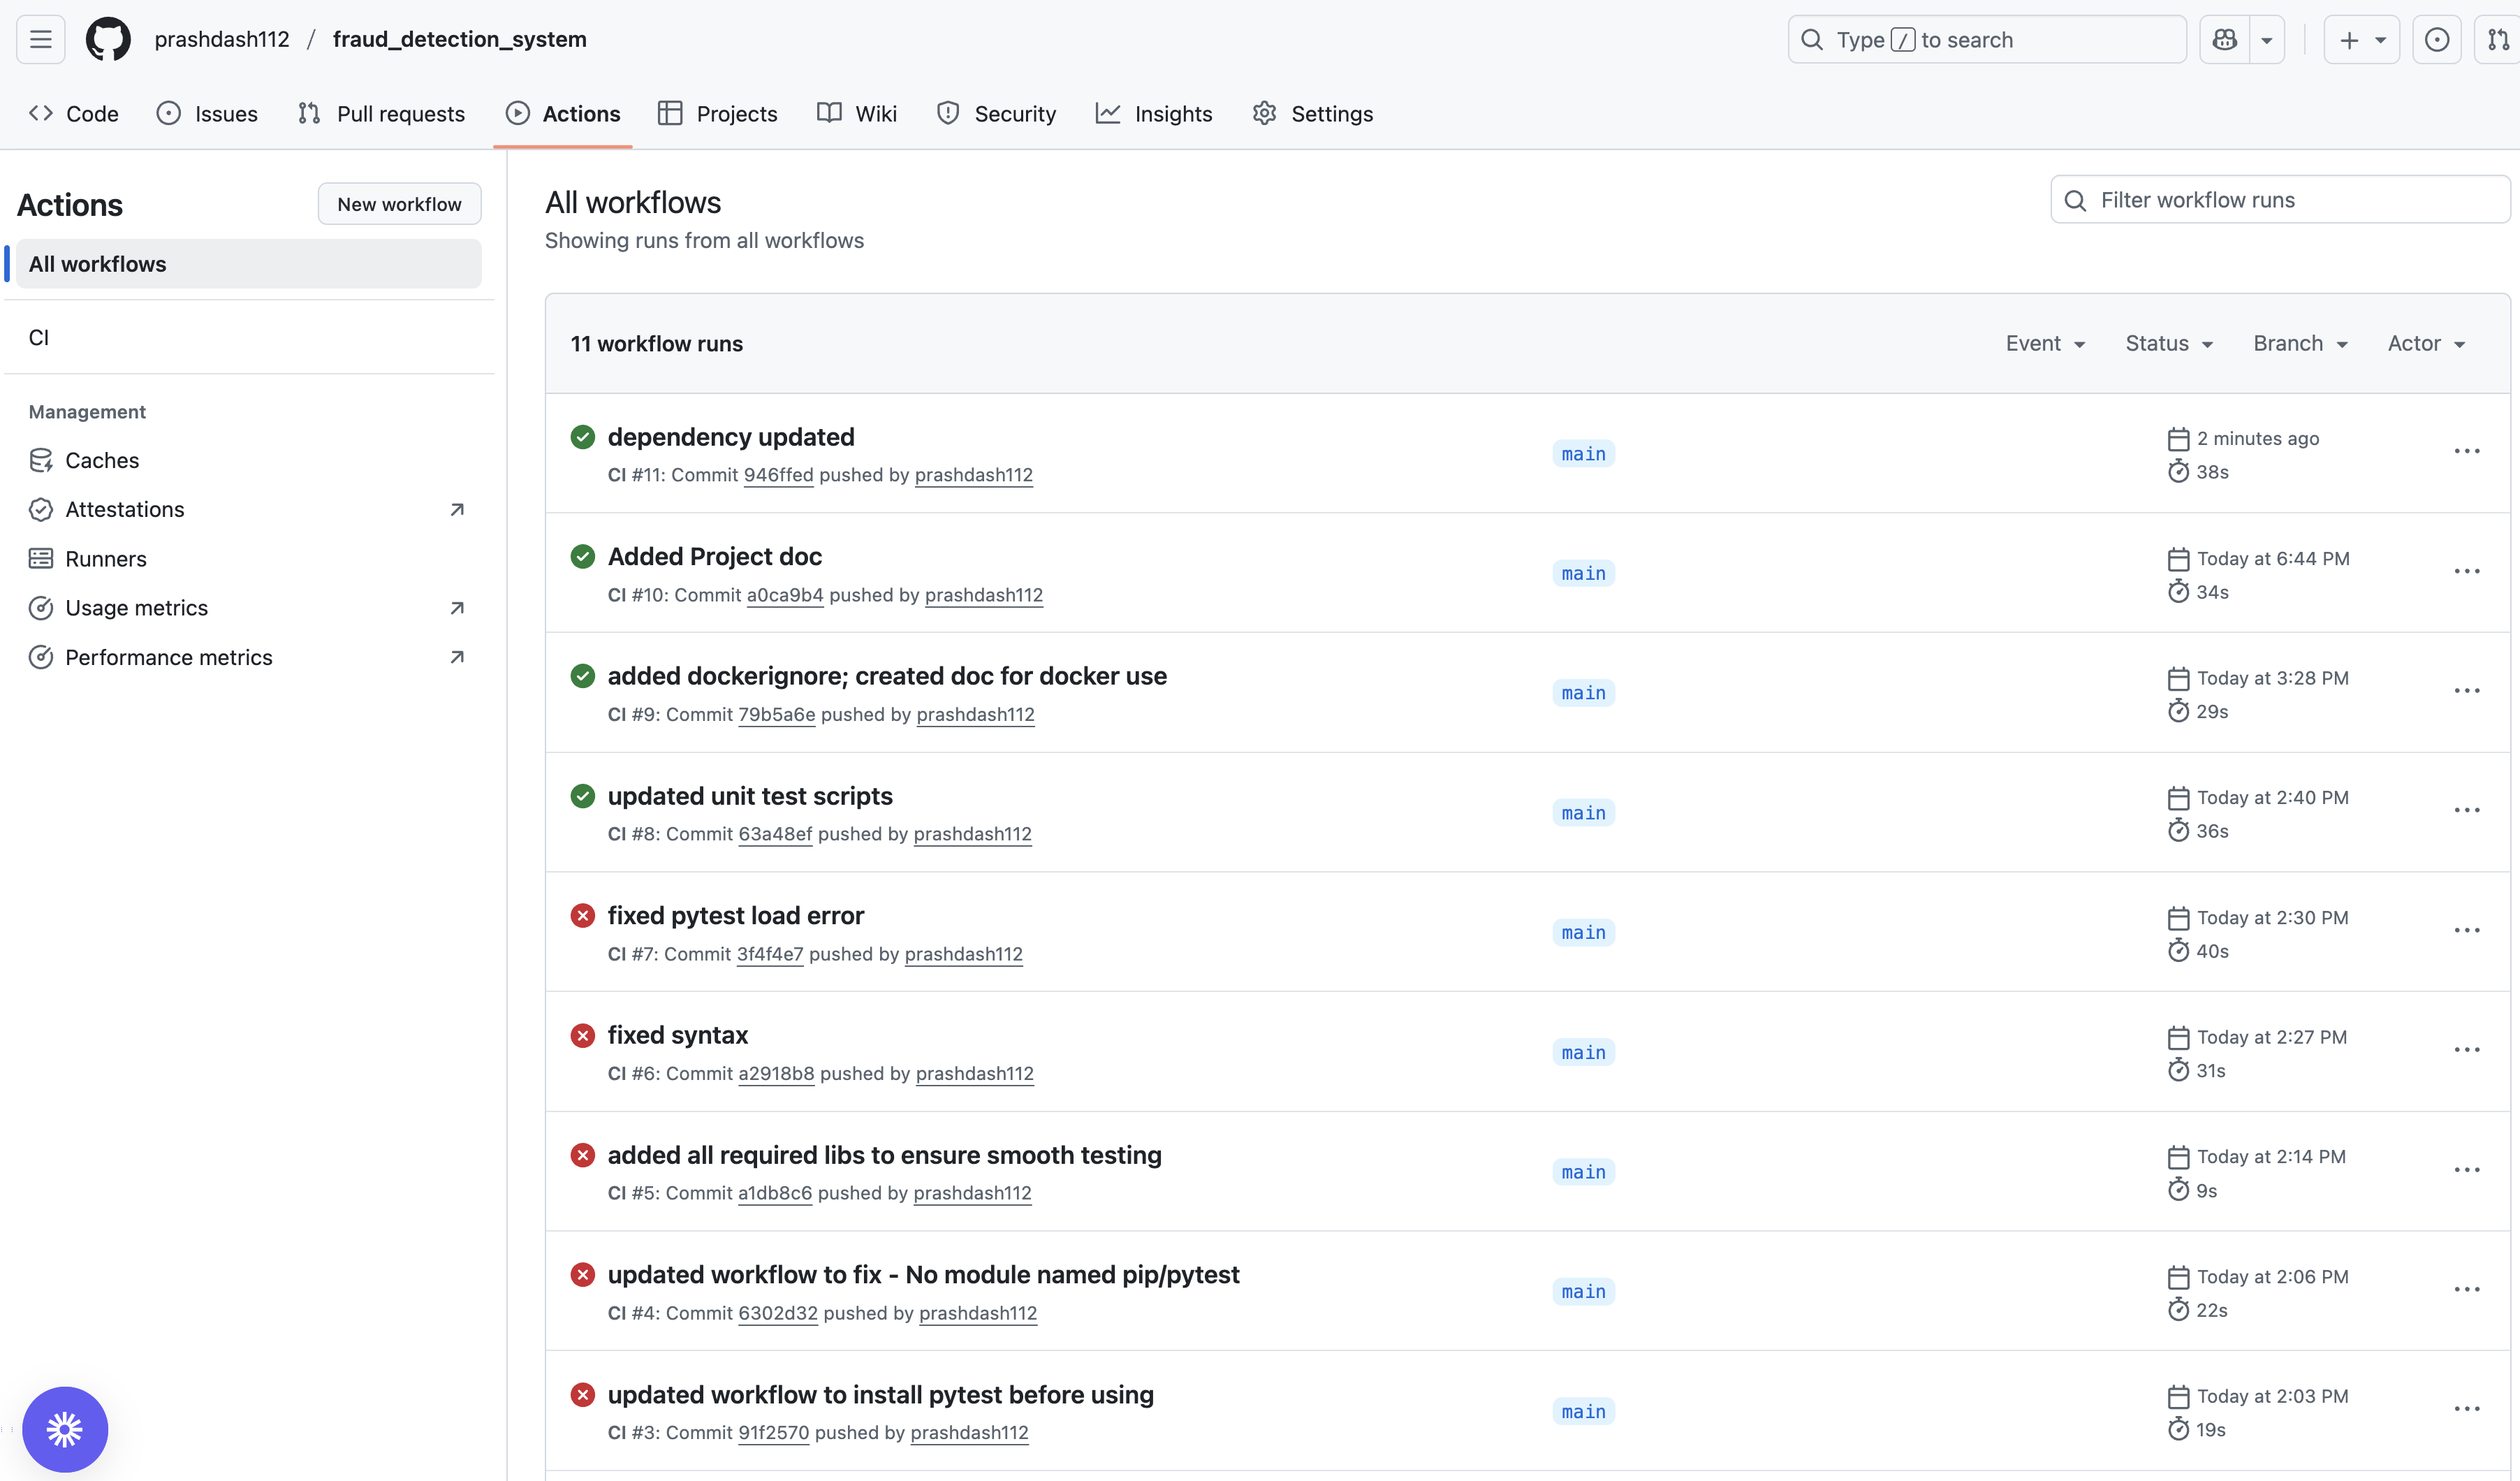 prashdash112 / fraud_detection_system
Type / to search
Code
Issues
Pull requests
Actions
Projects
Wiki
Security
Insights
Settings
Actions
New workflow
All workflows
CI
Management
Caches
Attestations
Runners
Usage metrics
Performance metrics
All workflows
Showing runs from all workflows
Filter workflow runs
11 workflow runs
Event
Status
Branch
Actor
dependency updated
CI #11: Commit 946ffed pushed by prashdash112
main
2 minutes ago
38s
Added Project doc
CI #10: Commit a0ca9b4 pushed by prashdash112
main
Today at 6:44 PM
34s
added dockerignore; created doc for docker use
CI #9: Commit 79b5a6e pushed by prashdash112
main
Today at 3:28 PM
29s
updated unit test scripts
CI #8: Commit 63a48ef pushed by prashdash112
main
Today at 2:40 PM
36s
fixed pytest load error
CI #7: Commit 3f4f4e7 pushed by prashdash112
main
Today at 2:30 PM
40s
fixed syntax
CI #6: Commit a2918b8 pushed by prashdash112
main
Today at 2:27 PM
31s
added all required libs to ensure smooth testing
CI #5: Commit a1db8c6 pushed by prashdash112
main
Today at 2:14 PM
9s
updated workflow to fix - No module named pip/pytest
CI #4: Commit 6302d32 pushed by prashdash112
main
Today at 2:06 PM
22s
updated workflow to install pytest before using
CI #3: Commit 91f2570 pushed by prashdash112
main
Today at 2:03 PM
19s